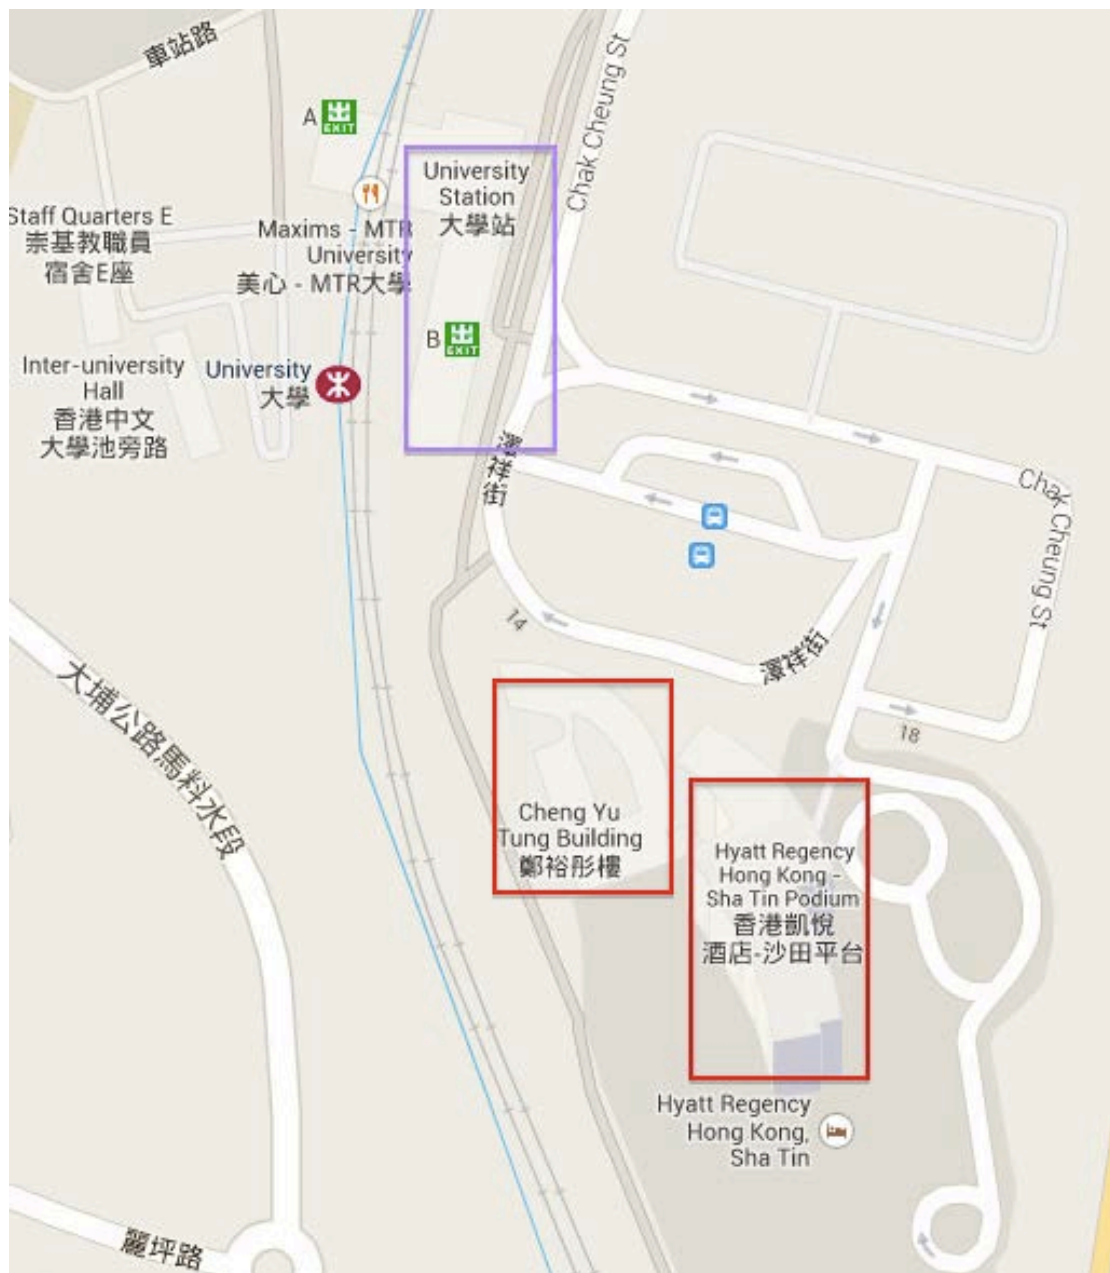 車站路
A
EXIT
Chak Cheung St
University
Station
大學站
Staff Quarters E
崇基教職員
宿舍E座
Maxims - MTR
University
美心 - MTR大學
B
EXIT
Inter-university
Hall
香港中文
大學池旁路
University
大學
澤祥街
Chak Cheung St
14
澤祥街
大埔公路馬料水段
18
Cheng Yu
Tung Building
鄭裕彤樓
Hyatt Regency
Hong Kong -
Sha Tin Podium
香港凱悅
酒店-沙田平台
Hyatt Regency
Hong Kong,
Sha Tin
麗坪路